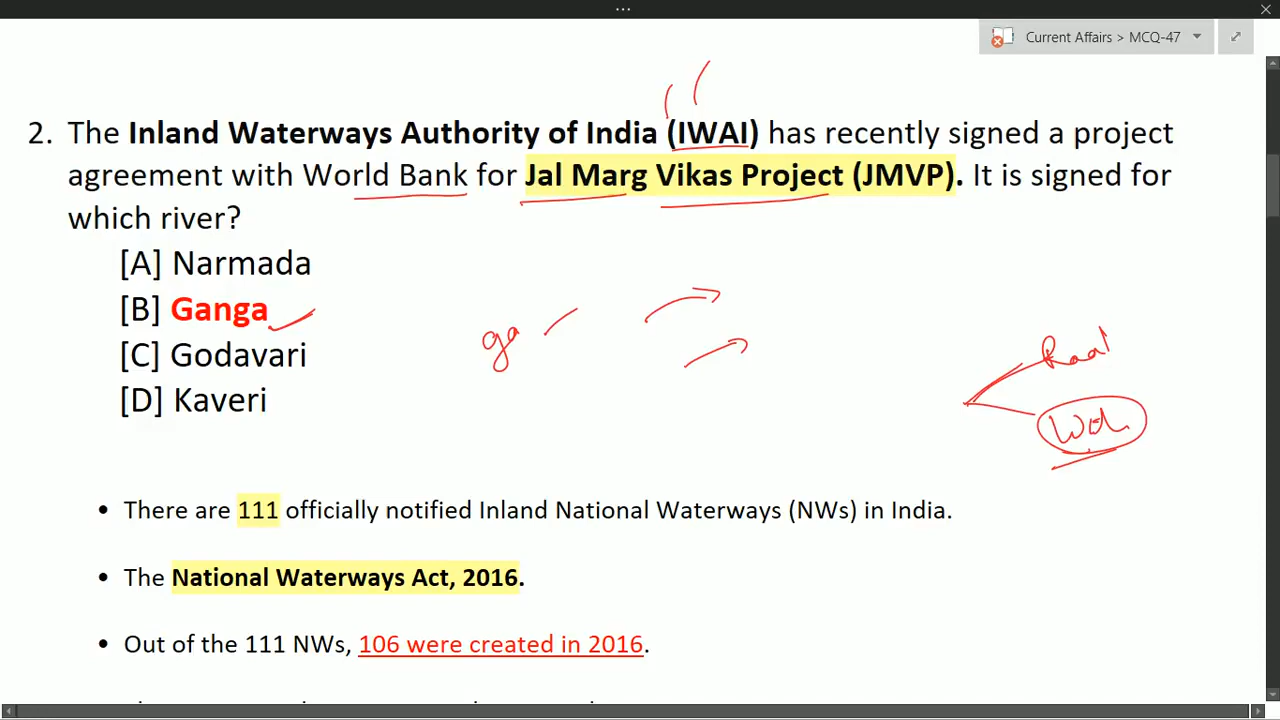 Current Affairs > MCQ-47
2. The Inland Waterways Authority of India (IWAI) has recently signed a project
agreement with World Bank for Jal Marg Vikas Project (JMVP). It is signed for
which river?
[A] Narmada
[B] Ganga
[C] Godavari
[D] Kaveri
ga
• There are 111 officially notified Inland National Waterways (NWs) in India.
• The National Waterways Act, 2016.
• Out of the 111 NWs, 106 were created in 2016.